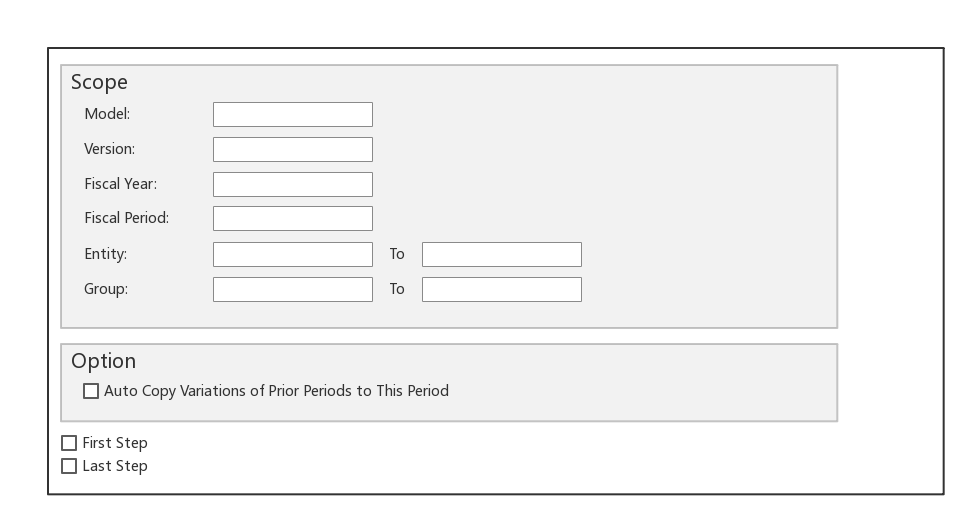 Scope
Model:
Version:
Fiscal Year:
Fiscal Period:
Entity: To
Group: To
Option
Auto Copy Variations of Prior Periods to This Period
First Step
Last Step